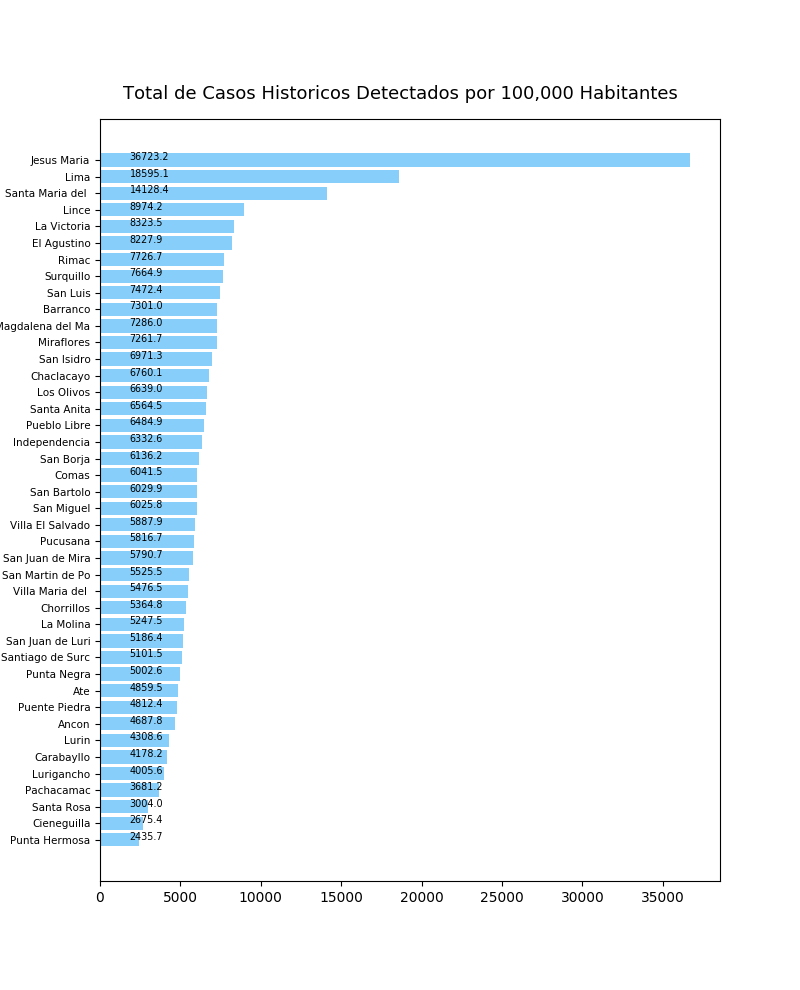 Total de Casos Historicos Detectados por 100,000 Habitantes
Jesus Maria 36723.2
Lima 18595.1
Santa Maria del 14128.4
Lince 8974.2
La Victoria 8323.5
El Agustino 8227.9
Rimac 7726.7
Surquillo 7664.9
San Luis 7472.4
Barranco 7301.0
Magdalena del Ma 7286.0
Miraflores 7261.7
San Isidro 6971.3
Chaclacayo 6760.1
Los Olivos 6639.0
Santa Anita 6564.5
Pueblo Libre 6484.9
Independencia 6332.6
San Borja 6136.2
Comas 6041.5
San Bartolo 6029.9
San Miguel 6025.8
Villa El Salvado 5887.9
Pucusana 5816.7
San Juan de Mira 5790.7
San Martin de Po 5525.5
Villa Maria del 5476.5
Chorrillos 5364.8
La Molina 5247.5
San Juan de Luri 5186.4
Santiago de Surc 5101.5
Punta Negra 5002.6
Ate 4859.5
Puente Piedra 4812.4
Ancon 4687.8
Lurin 4308.6
Carabayllo 4178.2
Lurigancho 4005.6
Pachacamac 3681.2
Santa Rosa 3004.0
Cieneguilla 2675.4
Punta Hermosa 2435.7
0 5000 10000 15000 20000 25000 30000 35000